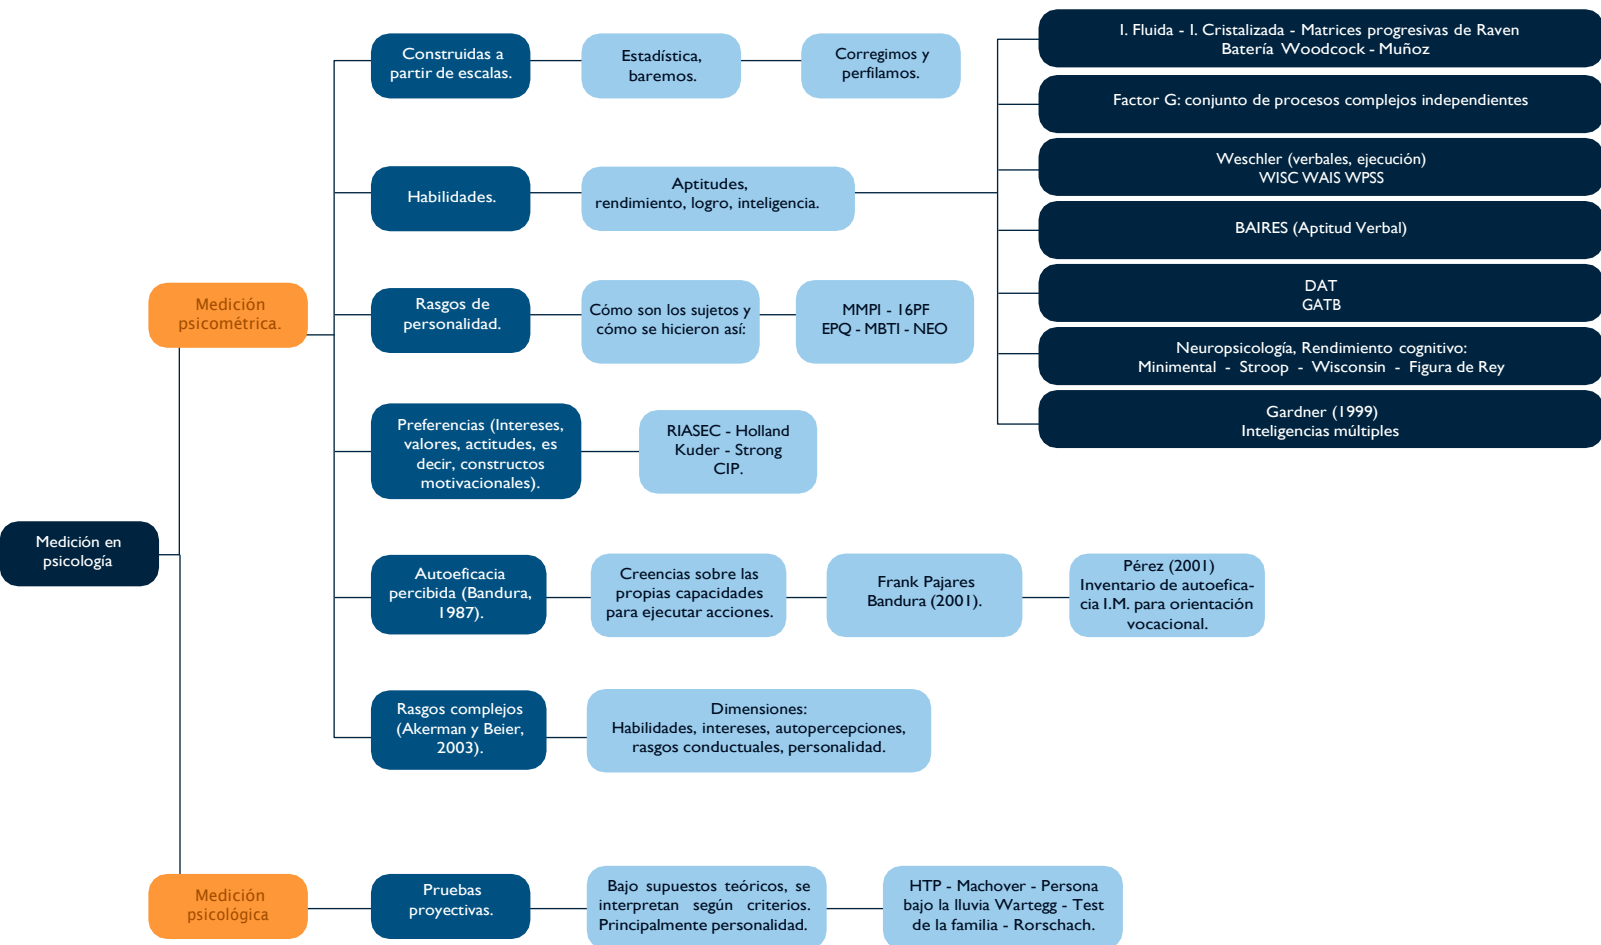 Medición en
psicología
Medición
psicométrica.
Construidas a
partir de escalas.
Estadística,
baremos.
Corregimos y
perfilamos.
Habilidades.
Aptitudes,
rendimiento, logro, inteligencia.
I. Fluida - I. Cristalizada - Matrices progresivas de Raven
Batería Woodcock - Muñoz
Factor G: conjunto de procesos complejos independientes
Weschler (verbales, ejecución)
WISC WAIS WPSS
BAIRES (Aptitud Verbal)
DAT
GATB
Neuropsicología, Rendimiento cognitivo:
Minimental - Stroop - Wisconsin - Figura de Rey
Gardner (1999)
Inteligencias múltiples
Rasgos de
personalidad.
Cómo son los sujetos y
cómo se hicieron así:
MMPI - 16PF
EPQ - MBTI - NEO
Preferencias (Intereses,
valores, actitudes, es
decir, constructos
motivacionales).
RIASEC - Holland
Kuder - Strong
CIP.
Autoeficacia
percibida (Bandura,
1987).
Creencias sobre las
propias capacidades
para ejecutar acciones.
Frank Pajares
Bandura (2001).
Pérez (2001)
Inventario de autoefica-
cia I.M. para orientación
vocacional.
Rasgos complejos
(Akerman y Beier,
2003).
Dimensiones:
Habilidades, intereses, autopercepciones,
rasgos conductuales, personalidad.
Medición
psicológica
Pruebas
proyectivas.
Bajo supuestos teóricos, se
interpretan según criterios.
Principalmente personalidad.
HTP - Machover - Persona
bajo la lluvia Wartegg - Test
de la familia - Rorschach.